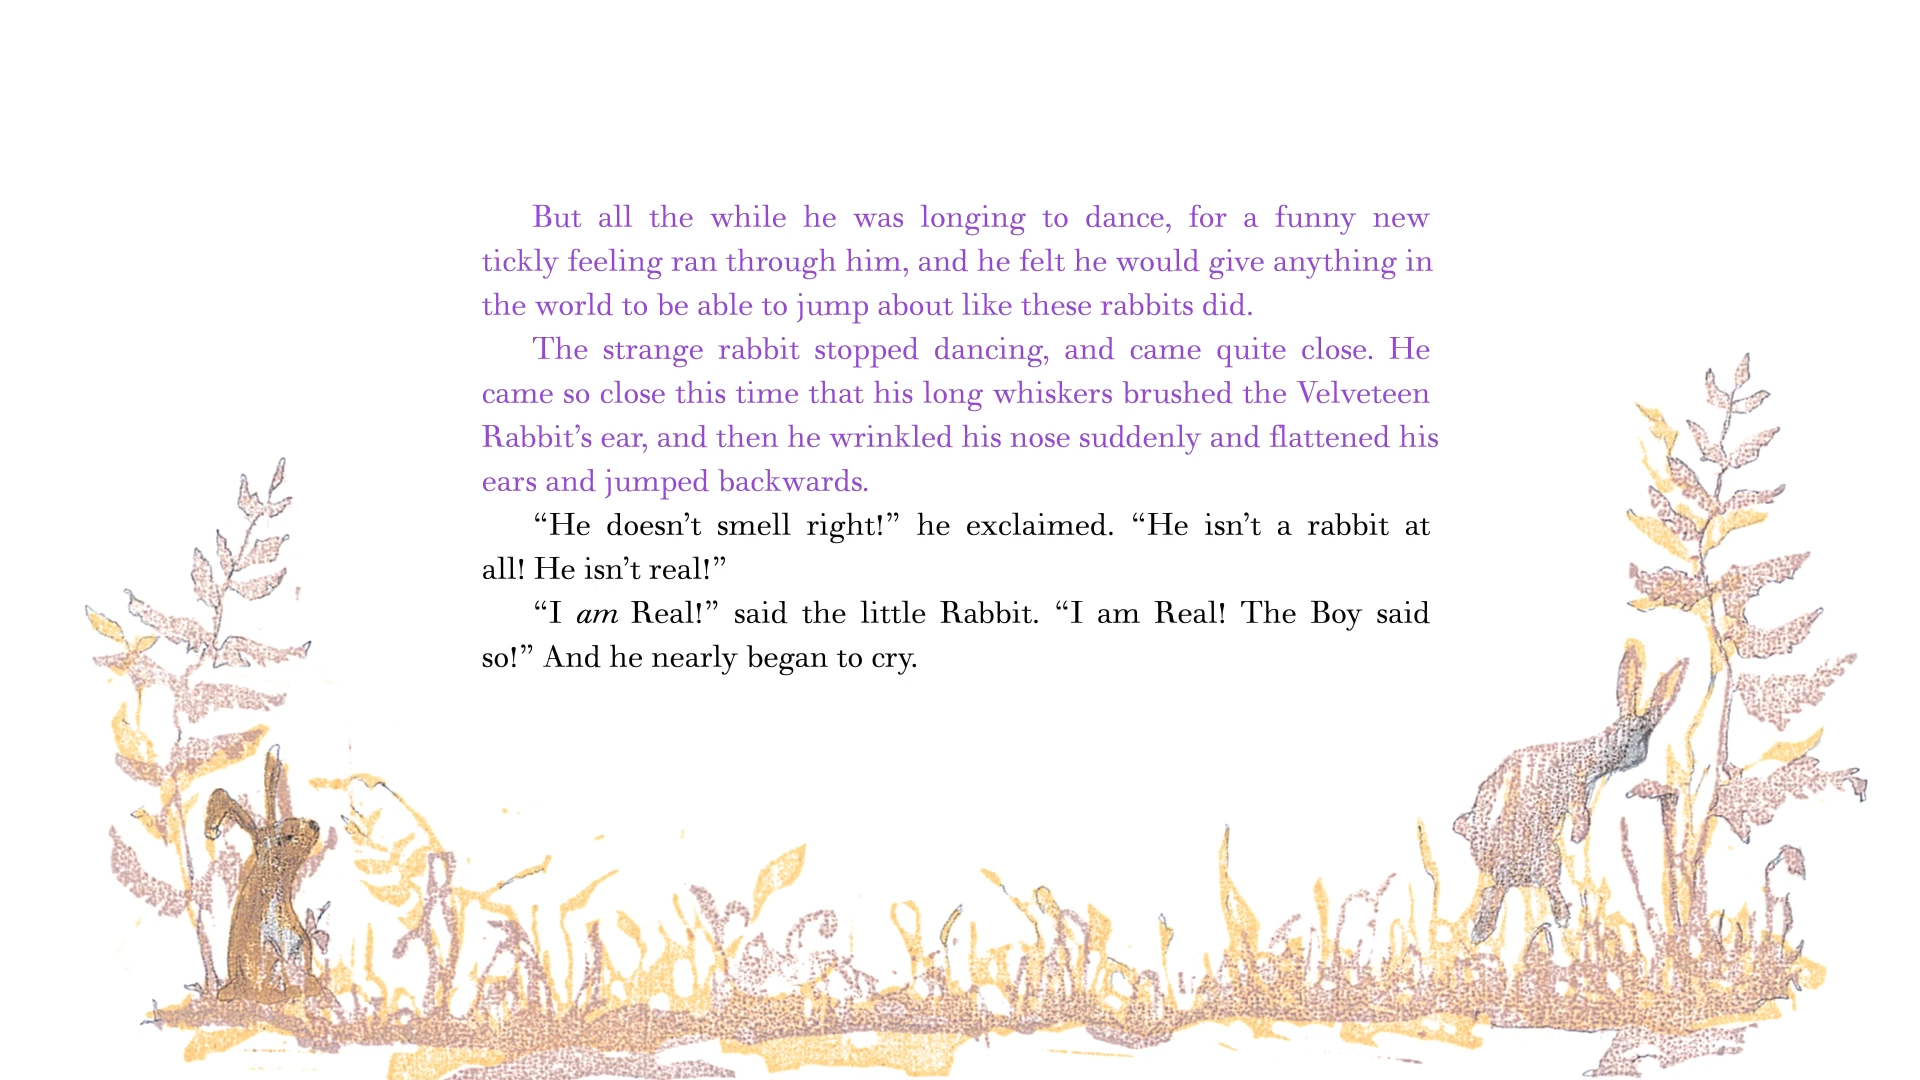 But all the while he was longing to dance, for a funny new
tickly feeling ran through him, and he felt he would give anything in
the world to be able to jump about like these rabbits did.
The strange rabbit stopped dancing, and came quite close. He
came so close this time that his long whiskers brushed the Velveteen
Rabbit’s ear, and then he wrinkled his nose suddenly and flattened his
ears and jumped backwards.
“He doesn’t smell right!” he exclaimed. “He isn’t a rabbit at
all! He isn’t real!”
“I am Real!” said the little Rabbit. “I am Real! The Boy said
so!” And he nearly began to cry.